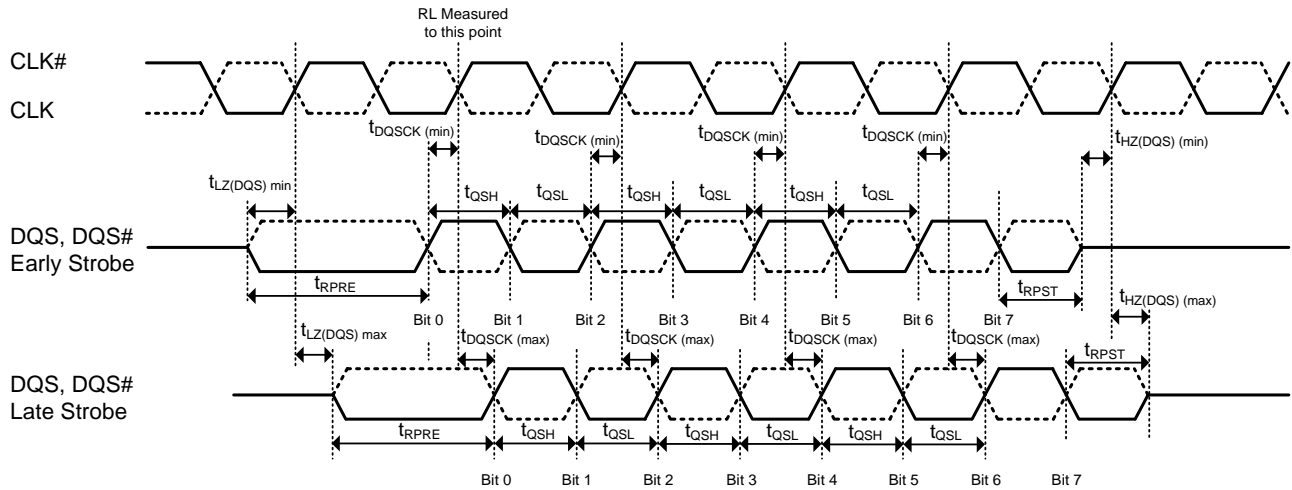 RL Measured
to this point
CLK#
CLK
tDQSCK (min)
tDQSCK (min)
tDQSCK (min)
tDQSCK (min)
tHZ(DQS) (min)
tLZ(DQS) min
tQSH
tQSL
tQSH
tQSL
tQSH
tQSL
DQS, DQS#
Early Strobe
tRPRE
tRPST
Bit 0
Bit 1
Bit 2
Bit 3
Bit 4
Bit 5
Bit 6
Bit 7
tHZ(DQS) (max)
tLZ(DQS) max
tDQSCK (max)
tDQSCK (max)
tDQSCK (max)
tDQSCK (max)
tRPST
DQS, DQS#
Late Strobe
tRPRE
tQSH
tQSL
tQSH
tQSL
tQSH
tQSL
Bit 0
Bit 1
Bit 2
Bit 3
Bit 4
Bit 5
Bit 6
Bit 7